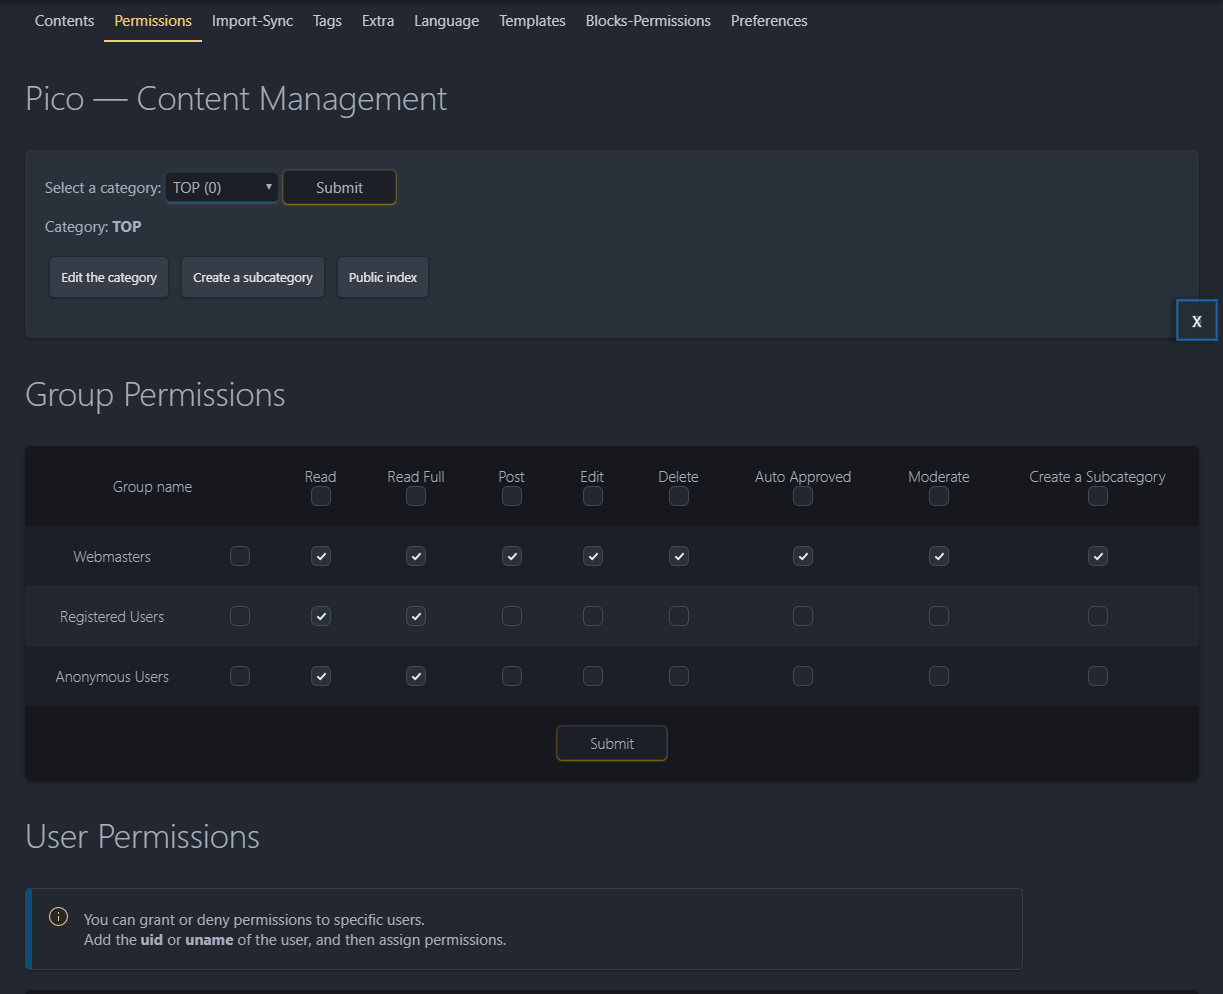 Contents Permissions Import-Sync Tags Extra Language Templates Blocks-Permissions Preferences
Pico — Content Management
Select a category: TOP (0) Submit
Category: TOP
Edit the category Create a subcategory Public index
X
Group Permissions
Group name Read Read Full Post Edit Delete Auto Approved Moderate Create a Subcategory
Webmasters
Registered Users
Anonymous Users
Submit
User Permissions
You can grant or deny permissions to specific users.
Add the uid or uname of the user, and then assign permissions.